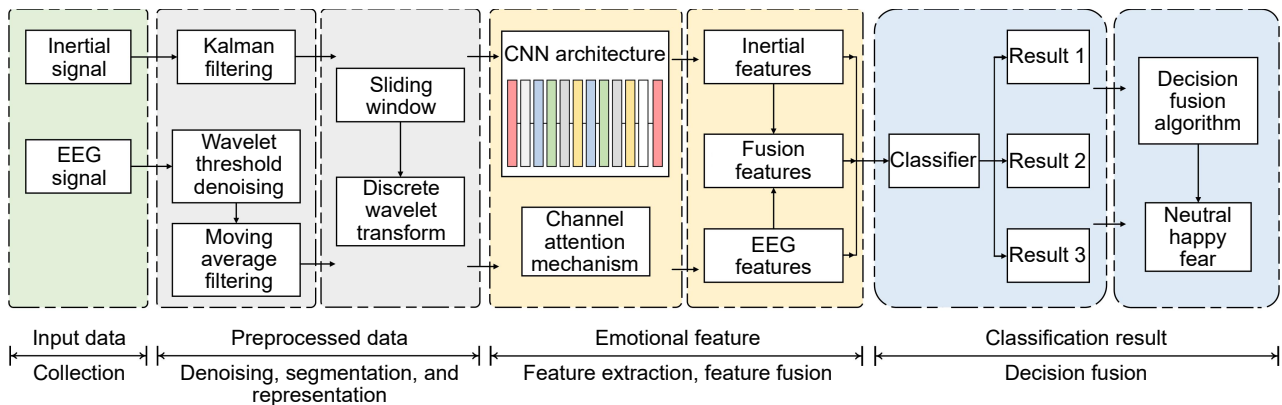 Inertial
signal
EEG
signal
Kalman
filtering
Wavelet
threshold
denoising
Moving
average
filtering
Sliding
window
Discrete
wavelet
transform
CNN architecture
Channel
attention
mechanism
Inertial
features
Fusion
features
EEG
features
Classifier
Result 1
Result 2
Result 3
Decision
fusion
algorithm
Neutral
happy
fear
Input data
Collection
Preprocessed data
Denoising, segmentation, and
representation
Emotional feature
Feature extraction, feature fusion
Classification result
Decision fusion